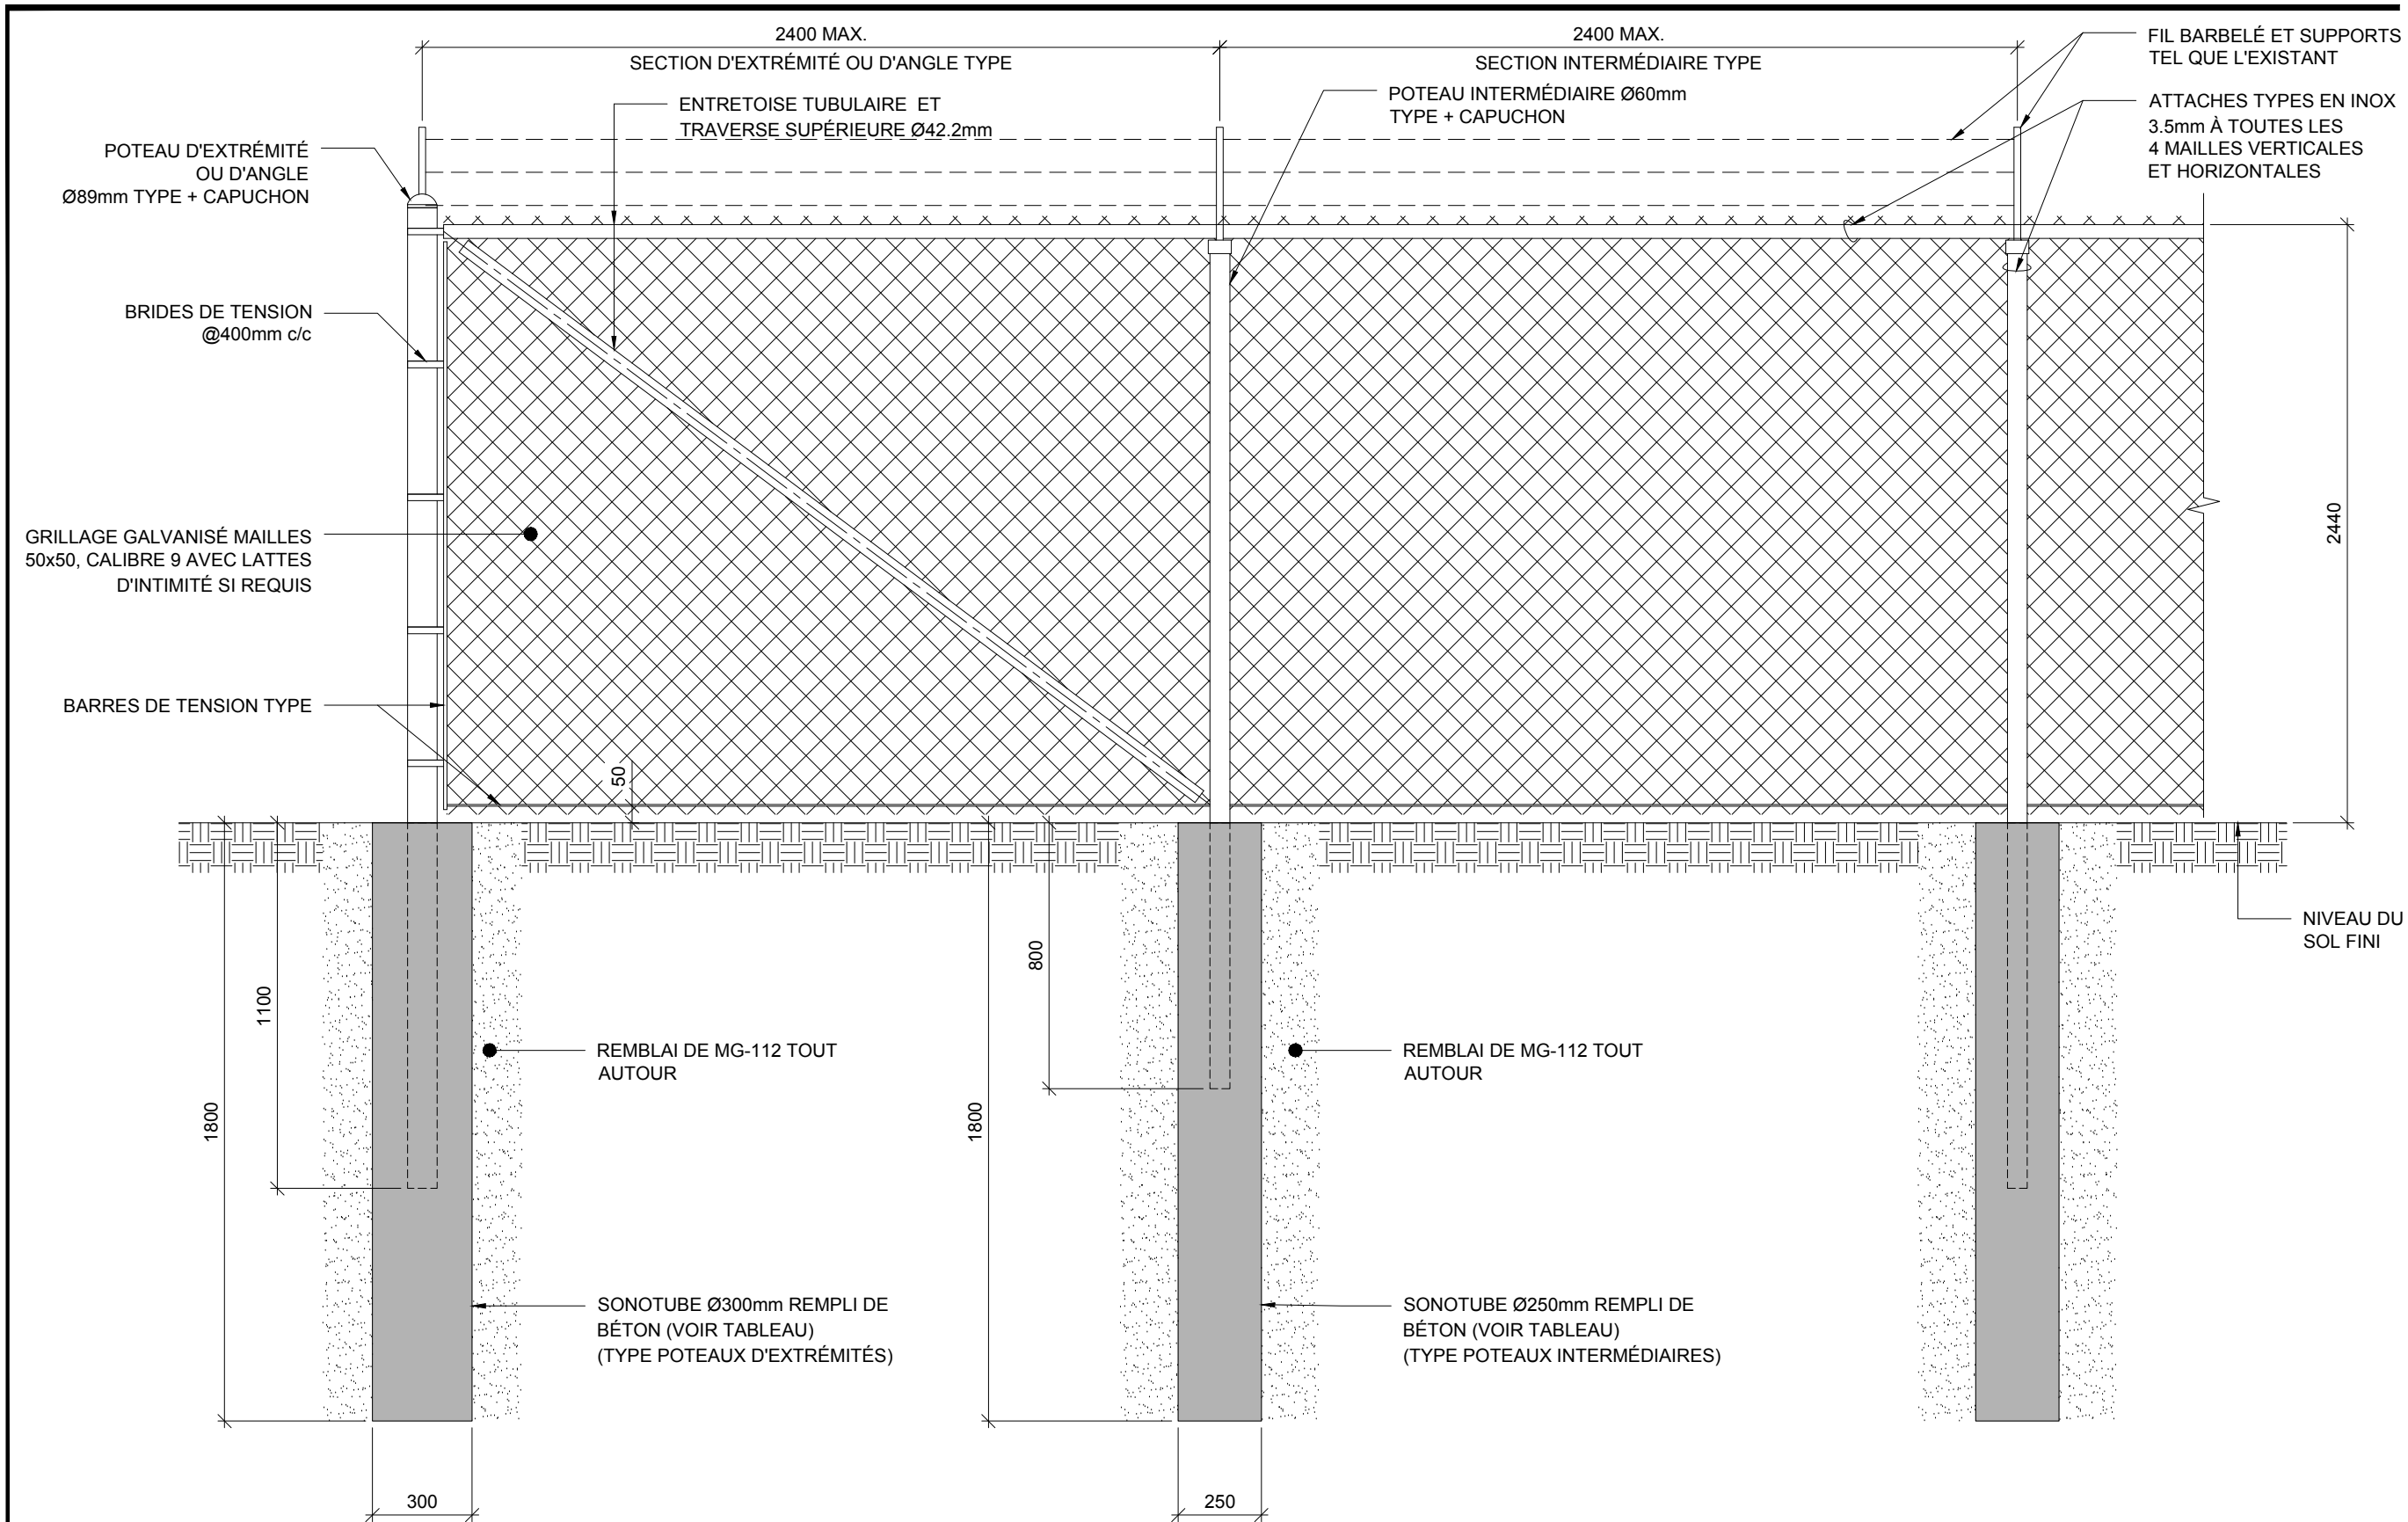 2400 MAX.
SECTION D'EXTRÉMITÉ OU D'ANGLE TYPE
2400 MAX.
SECTION INTERMÉDIAIRE TYPE
FIL BARBELÉ ET SUPPORTS
TEL QUE L'EXISTANT
ENTRETOISE TUBULAIRE ET
TRAVERSE SUPÉRIEURE Ø42.2mm
POTEAU INTERMÉDIAIRE Ø60mm
TYPE + CAPUCHON
ATTACHES TYPES EN INOX
3.5mm À TOUTES LES
4 MAILLES VERTICALES
ET HORIZONTALES
POTEAU D'EXTRÉMITÉ
OU D'ANGLE
Ø89mm TYPE + CAPUCHON
BRIDES DE TENSION
@400mm c/c
GRILLAGE GALVANISÉ MAILLES
50x50, CALIBRE 9 AVEC LATTES
D'INTIMITÉ SI REQUIS
2440
BARRES DE TENSION TYPE
50
NIVEAU DU
SOL FINI
1100
800
1800
1800
REMBLAI DE MG-112 TOUT
AUTOUR
REMBLAI DE MG-112 TOUT
AUTOUR
SONOTUBE Ø300mm REMPLI DE
BÉTON (VOIR TABLEAU)
(TYPE POTEAUX D'EXTRÉMITÉS)
SONOTUBE Ø250mm REMPLI DE
BÉTON (VOIR TABLEAU)
(TYPE POTEAUX INTERMÉDIAIRES)
300
250